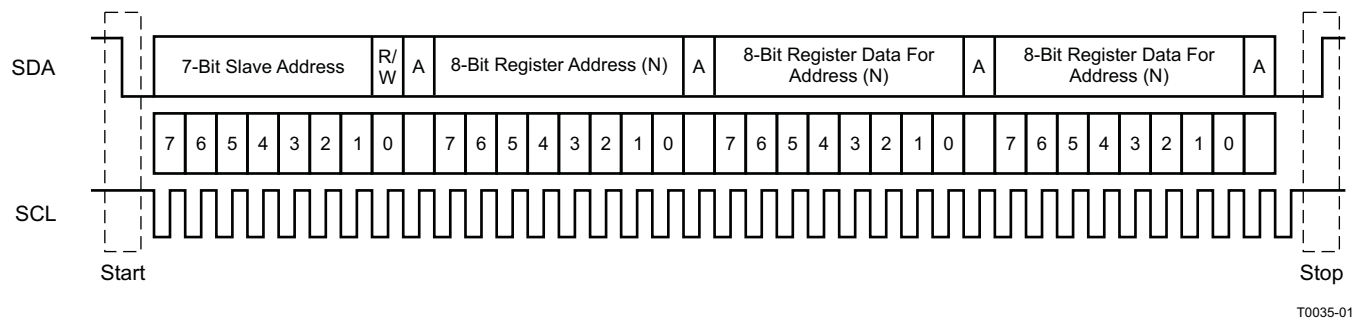 SDA
7-Bit Slave Address
R/
W
A
8-Bit Register Address (N)
A
8-Bit Register Data For
Address (N)
A
8-Bit Register Data For
Address (N)
A
7 6 5 4 3 2 1 0 7 6 5 4 3 2 1 0 7 6 5 4 3 2 1 0 7 6 5 4 3 2 1 0
SCL
Start
Stop
T0035-01